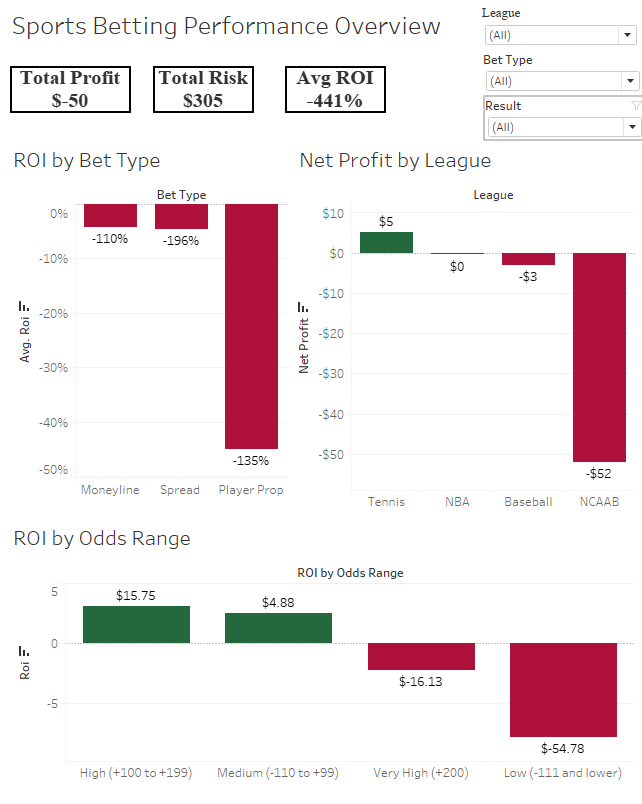 Sports Betting Performance Overview
League
(All)
Bet Type
(All)
Result
(All)
Total Profit
$-50
Total Risk
$305
Avg ROI
-441%
ROI by Bet Type
Bet Type
0%
-10%
-20%
-30%
-40%
-50%
Avg. Roi
-110%
-196%
-135%
Moneyline
Spread
Player Prop
Net Profit by League
League
$10
$0
-$10
-$20
-$30
-$40
-$50
Net Profit
$5
$0
-$3
-$52
Tennis
NBA
Baseball
NCAAB
ROI by Odds Range
ROI by Odds Range
5
0
-5
Roi
$15.75
$4.88
$-16.13
$-54.78
High (+100 to +199)
Medium (-110 to +99)
Very High (+200)
Low (-111 and lower)